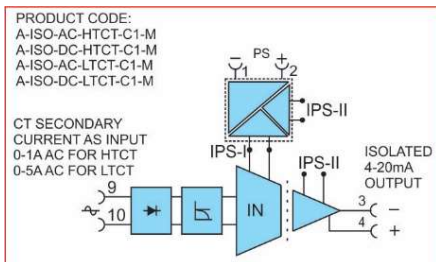 PRODUCT CODE:
A-ISO-AC-HTCT-C1-M
A-ISO-DC-HTCT-C1-M
A-ISO-AC-LTCT-C1-M
A-ISO-DC-LTCT-C1-M
PS
− +
1 2
IPS-II
CT SECONDARY
CURRENT AS INPUT
0-1A AC FOR HTCT
0-5A AC FOR LTCT
IPS-I
IPS-II
ISOLATED
4-20mA
OUTPUT
9
10
IN
3 −
4 +